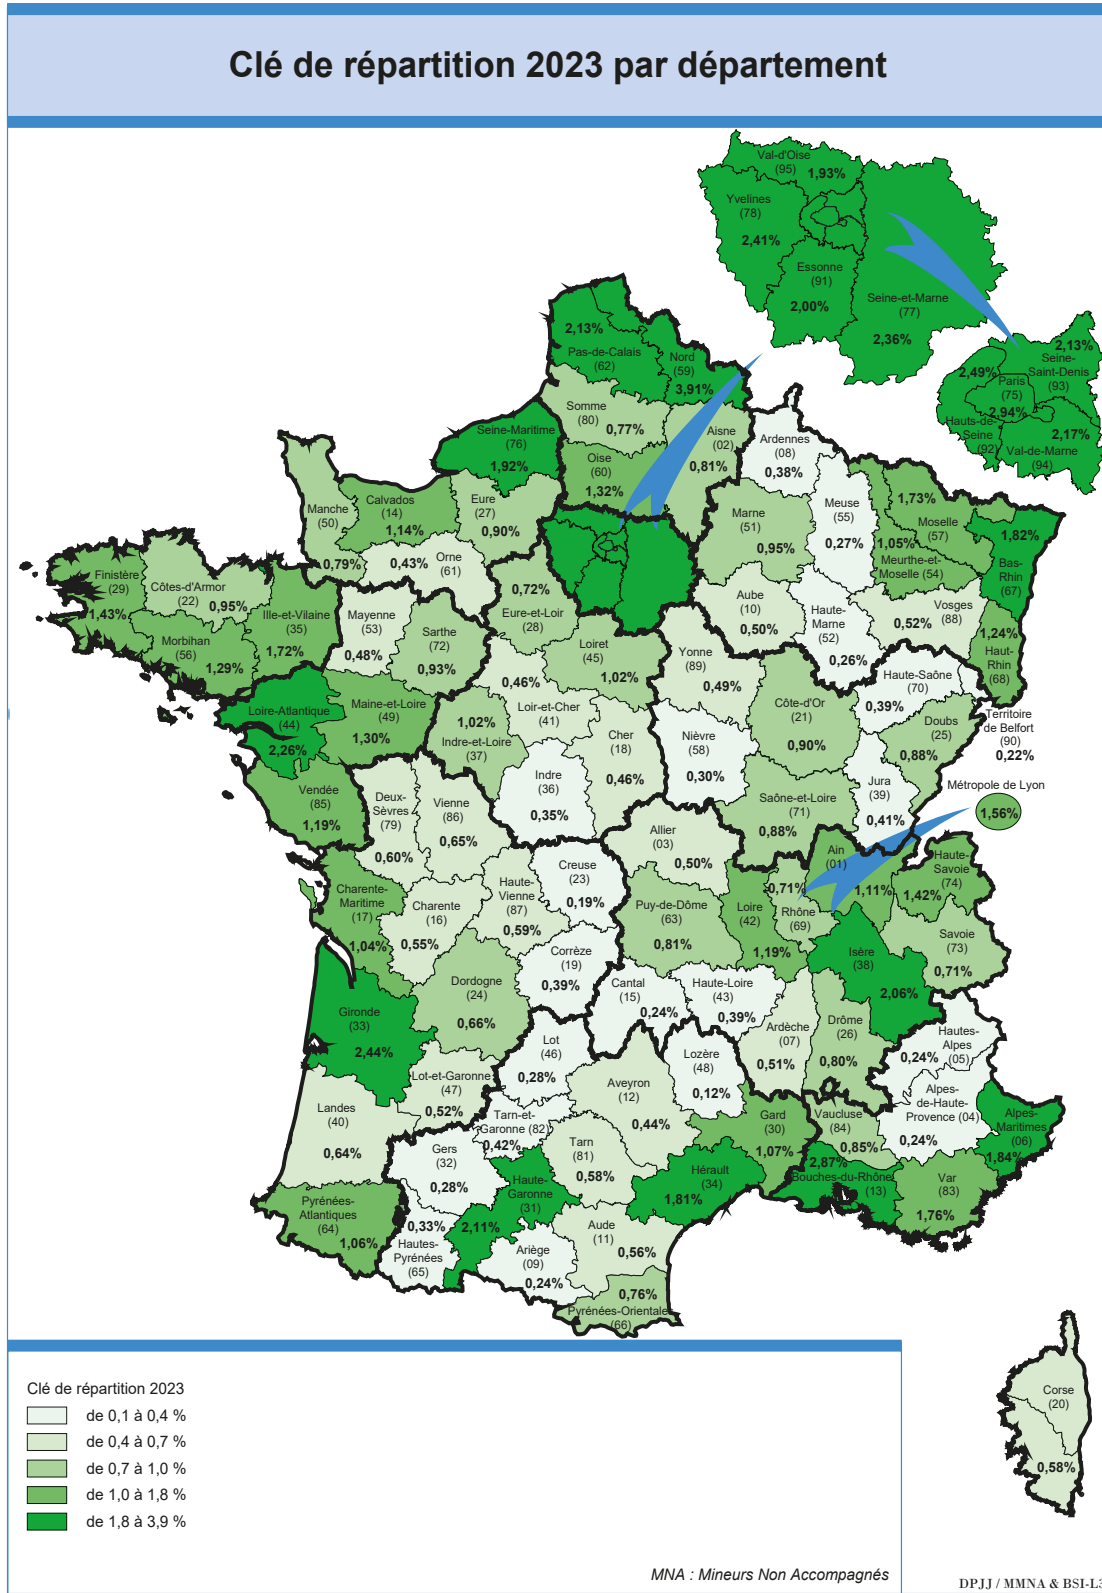 Clé de répartition 2023 par département
Val-d'Oise
(95)
1,93%
Yvelines
(78)
2,41%
Essonne
(91)
2,00%
Seine-et-Marne
(77)
2,36%
2,13%
Seine-
Saint-Denis
(93)
2,49%
Paris
(75)
2,94%
Hauts-de-
Seine
(92)
2,17%
Val-de-Marne
(94)
2,13%
Pas-de-Calais
(62)
Nord
(59)
3,91%
Somme
(80)
0,77%
Aisne
(02)
0,81%
Ardennes
(08)
0,38%
Seine-Maritime
(76)
1,92%
Oise
(60)
1,32%
Manche
(50)
0,79%
Calvados
(14)
1,14%
Eure
(27)
0,90%
Orne
(61)
0,43%
Marne
(51)
0,95%
Meuse
(55)
0,27%
1,73%
Moselle
(57)
1,05%
Meurthe-et-
Moselle (54)
1,82%
Bas-
Rhin
(67)
Finistère
(29)
1,43%
Côtes-d'Armor
(22)
0,95%
Morbihan
(56)
1,29%
Ille-et-Vilaine
(35)
1,72%
Mayenne
(53)
0,48%
Sarthe
(72)
0,93%
0,72%
Eure-et-Loir
(28)
Loiret
(45)
1,02%
Aube
(10)
0,50%
Haute-
Marne
(52)
0,26%
Vosges
(88)
0,52%
1,24%
Haut-
Rhin
(68)
Yonne
(89)
0,49%
Haute-Saône
(70)
0,39%
Loire-Atlantique
(44)
2,26%
Maine-et-Loire
(49)
1,30%
1,02%
Indre-et-Loire
(37)
0,46%
Loir-et-Cher
(41)
Cher
(18)
0,46%
Nièvre
(58)
0,30%
Côte-d'Or
(21)
0,90%
Doubs
(25)
0,88%
Territoire
de Belfort
(90)
0,22%
Vendée
(85)
1,19%
Deux-
Sèvres
(79)
0,60%
Vienne
(86)
0,65%
Indre
(36)
0,35%
Saône-et-Loire
(71)
0,88%
Jura
(39)
0,41%
Métropole de Lyon
1,56%
Allier
(03)
0,50%
Ain
(01)
1,11%
Haute-
Savoie
(74)
1,42%
Charente-
Maritime
(17)
1,04%
Charente
(16)
0,55%
Haute-
Vienne
(87)
0,59%
Creuse
(23)
0,19%
Puy-de-Dôme
(63)
0,81%
Loire
(42)
1,19%
0,71%
Rhône
(69)
Savoie
(73)
0,71%
Isère
(38)
2,06%
Corrèze
(19)
0,39%
Cantal
(15)
0,24%
Haute-Loire
(43)
0,39%
Dordogne
(24)
0,66%
Gironde
(33)
2,44%
Ardèche
(07)
0,51%
Drôme
(26)
0,80%
Hautes-
Alpes
(05)
0,24%
Lot
(46)
0,28%
Lot-et-Garonne
(47)
0,52%
Aveyron
(12)
0,44%
Lozère
(48)
0,12%
Landes
(40)
0,64%
Tarn-et-
Garonne (82)
0,42%
Tarn
(81)
0,58%
Gard
(30)
1,07%
Vaucluse
(84)
0,85%
Alpes-
de-Haute-
Provence (04)
0,24%
Alpes-
Maritimes
(06)
1,84%
Gers
(32)
0,28%
Haute-
Garonne
(31)
2,11%
Hérault
(34)
1,81%
2,87%
Bouches-du-Rhône
(13)
Var
(83)
1,76%
Pyrénées-
Atlantiques
(64)
1,06%
0,33%
Hautes-
Pyrénées
(65)
Ariège
(09)
0,24%
Aude
(11)
0,56%
0,76%
Pyrénées-Orientales
(66)
Corse
(20)
0,58%
Clé de répartition 2023
de 0,1 à 0,4 %
de 0,4 à 0,7 %
de 0,7 à 1,0 %
de 1,0 à 1,8 %
de 1,8 à 3,9 %
MNA : Mineurs Non Accompagnés
DPJJ / MMNA & BSI-L3